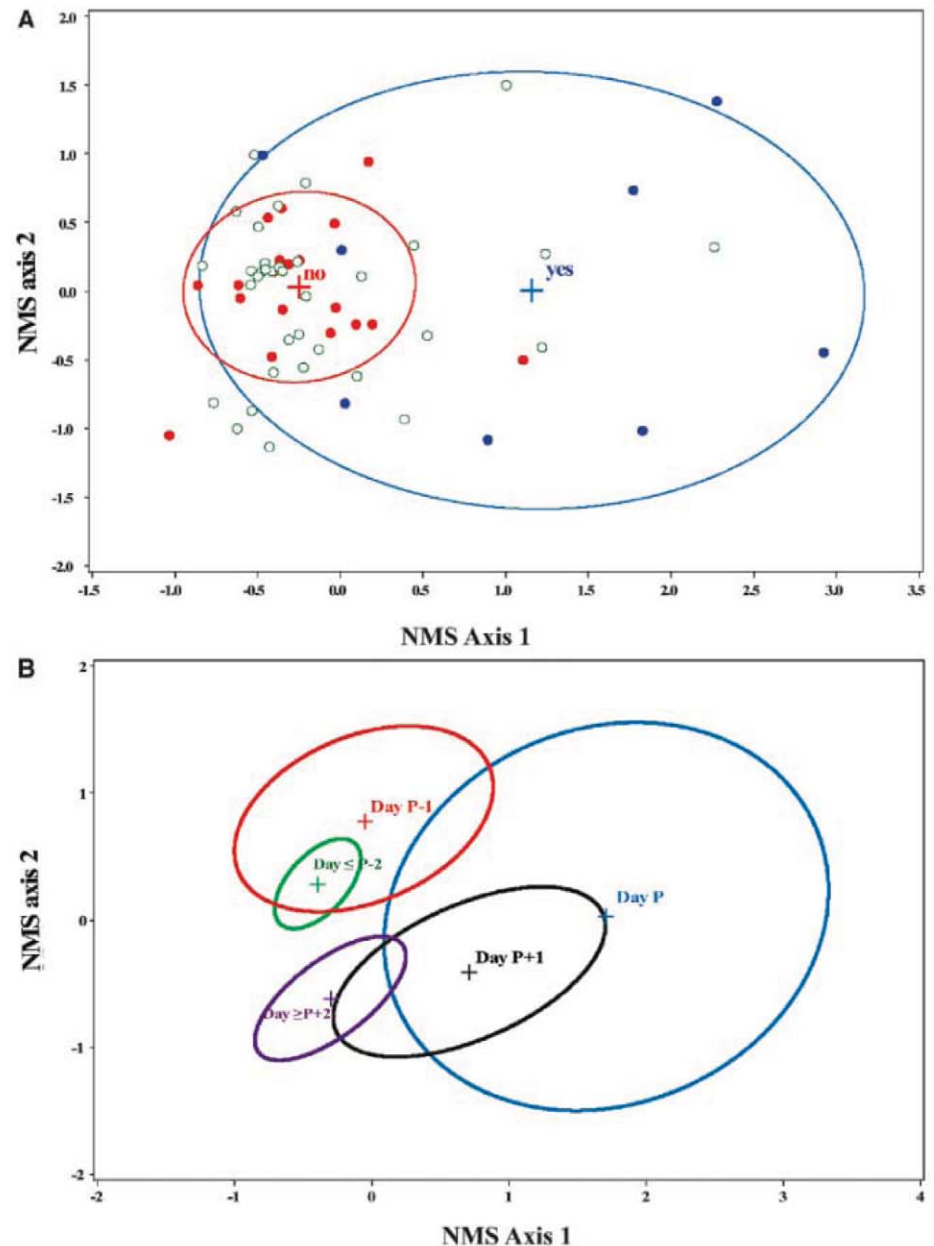 A
2.0
1.5
1.0
0.5
0.0
-0.5
-1.0
-1.5
-2.0
NMS axis 2
no
yes
-1.5 -1.0 -0.5 0.0 0.5 1.0 1.5 2.0 2.5 3.0 3.5
NMS Axis 1
B
2
1
0
-1
-2
NMS axis 2
Day P-1
Day ≤ P-2
Day P
Day P+1
Day ≥P+2
-2 -1 0 1 2 3 4
NMS Axis 1